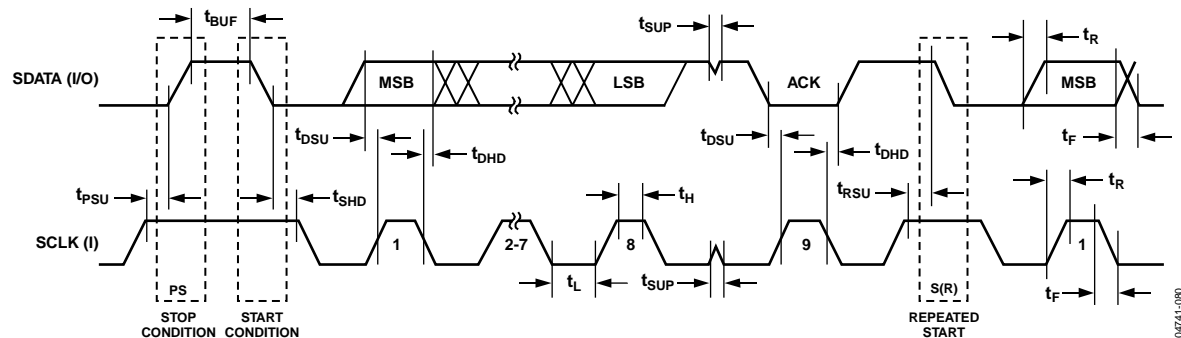 tBUF
tSUP
tR
SDATA (I/O)
MSB
LSB
ACK
MSB
tDSU
tDHD
tDSU
tDHD
tF
tPSU
tSHD
tH
tRSU
tR
SCLK (I)
1
2-7
8
9
1
PS
tL
tSUP
S(R)
tF
STOP
CONDITION
START
CONDITION
REPEATED
START
04741-080